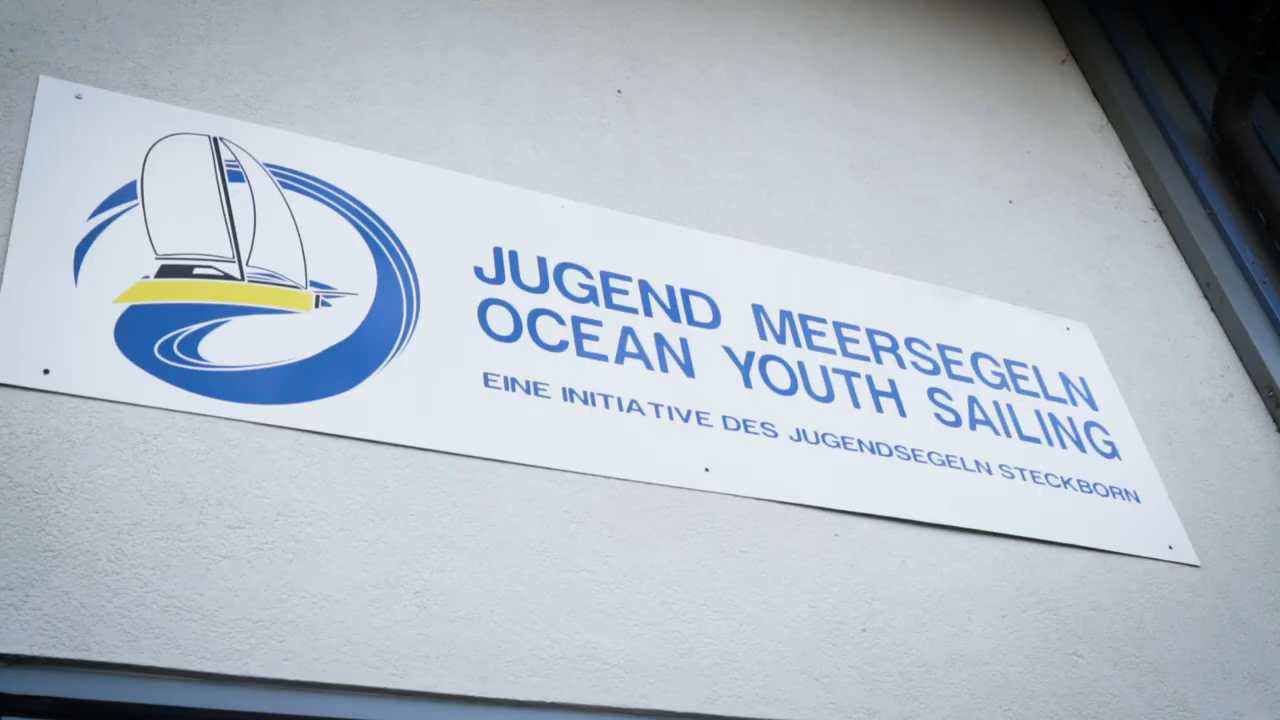 JUGEND MEERSEGELN
OCEAN YOUTH SAILING
EINE INITIATIVE DES JUGENDSEGELN STECKBORN